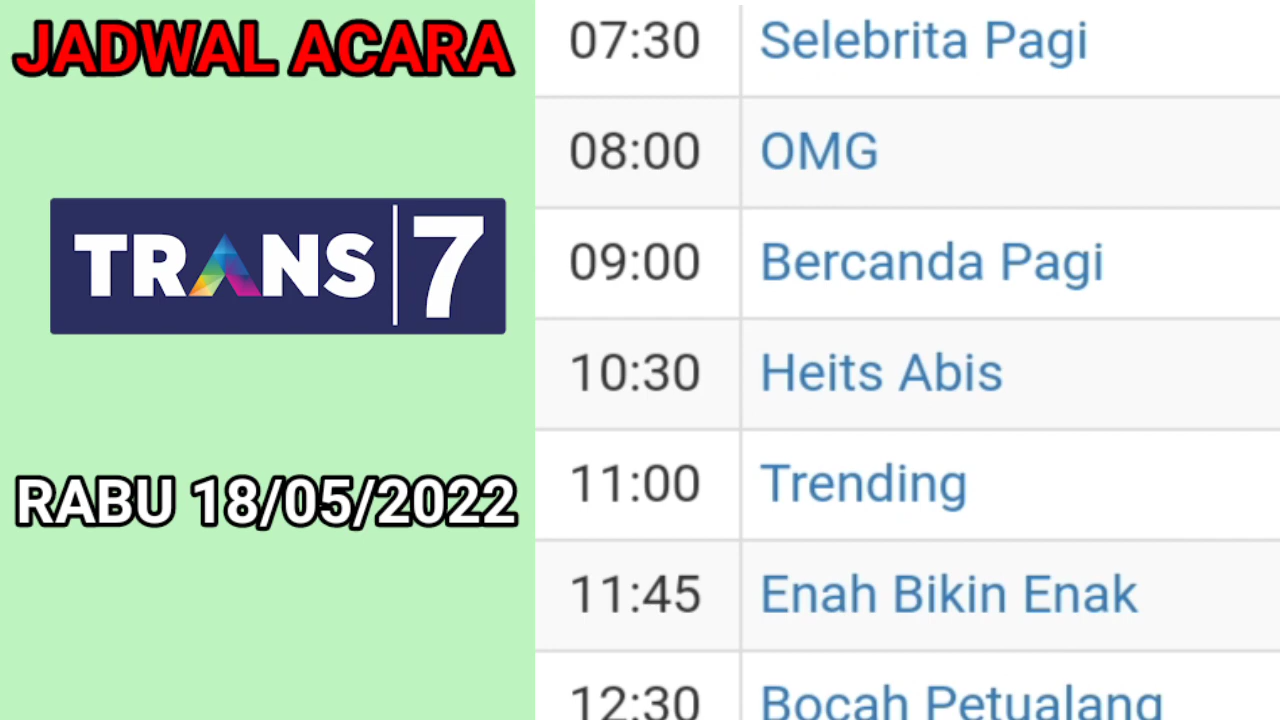 JADWAL ACARA
TRANS 7
RABU 18/05/2022
07:30 Selebrita Pagi
08:00 OMG
09:00 Bercanda Pagi
10:30 Heits Abis
11:00 Trending
11:45 Enah Bikin Enak
12:30 Bocah Petualang